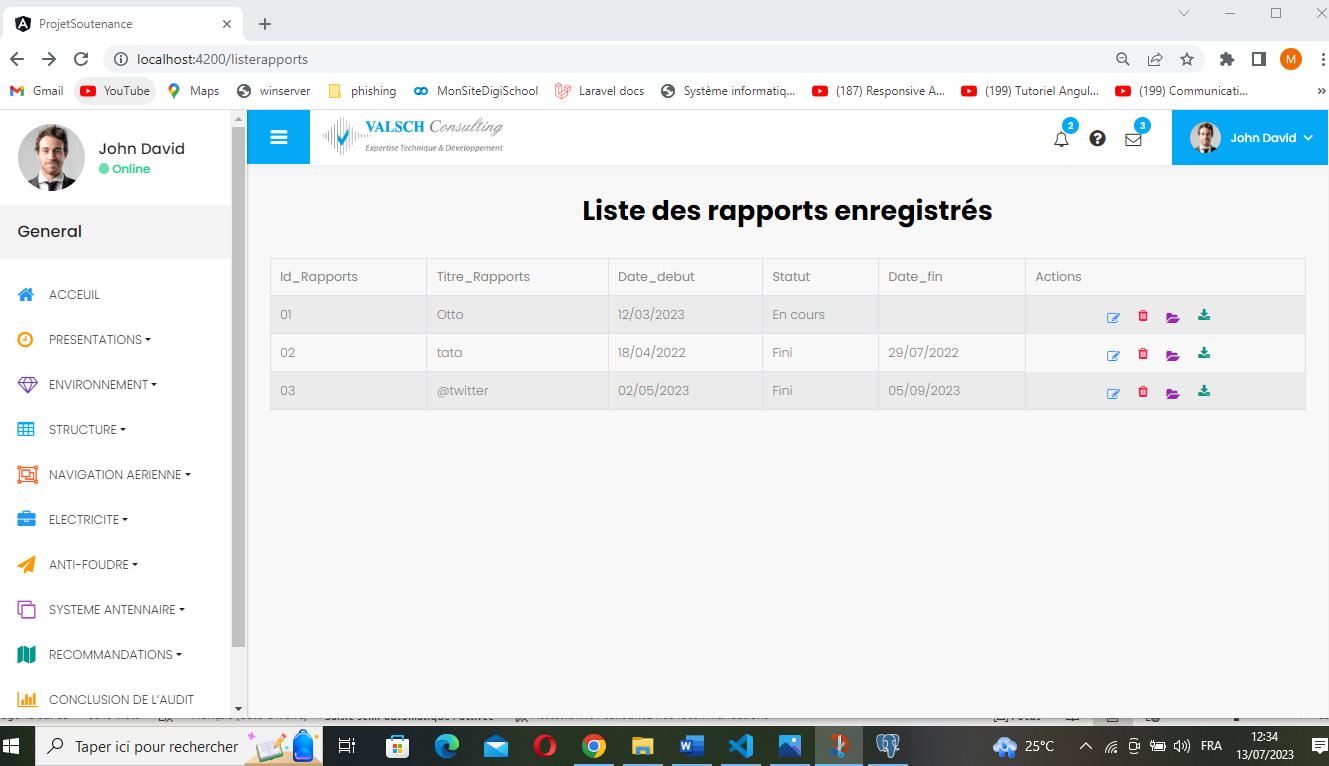 ProjetSoutenance
localhost:4200/listerapports
M
Gmail YouTube Maps winserver phishing MonSiteDigiSchool Laravel docs Système informatiq... (187) Responsive A... (199) Tutoriel Angul... (199) Communicati... »
John David
Online
VALSCH Consulting
Expertise Technique & Développement
2
3
John David
General
ACCEUIL
PRESENTATIONS
ENVIRONNEMENT
STRUCTURE
NAVIGATION AERIENNE
ELECTRICITE
ANTI-FOUDRE
SYSTEME ANTENNAIRE
RECOMMANDATIONS
CONCLUSION DE L'AUDIT
Liste des rapports enregistrés
Id_Rapports Titre_Rapports Date_debut Statut Date_fin Actions
01 Otto 12/03/2023 En cours
02 tata 18/04/2022 Fini 29/07/2022
03 @twitter 02/05/2023 Fini 05/09/2023
Taper ici pour rechercher
25°C
FRA
12:34
13/07/2023